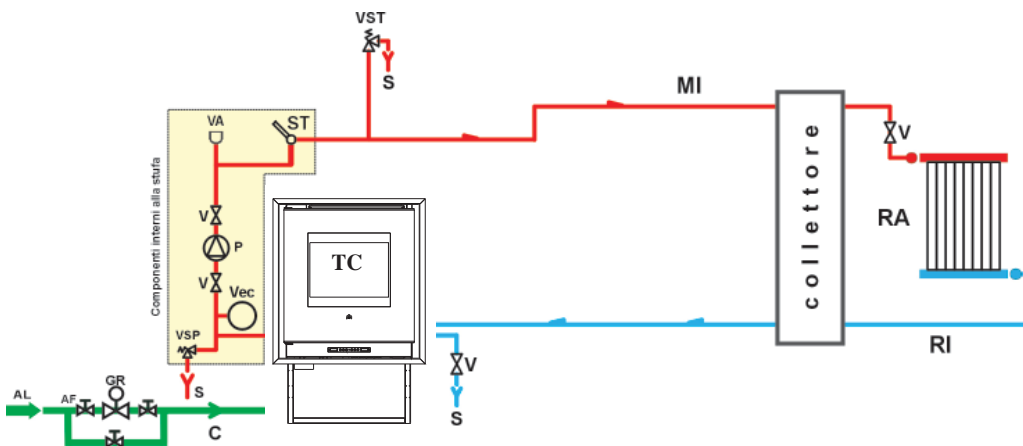 VST
S
MI
VA
ST
V
collettore
RA
Componenti interni alla stufa
V
P
TC
V
Vec
VSP
V
RI
S
S
AL
AF
GR
C